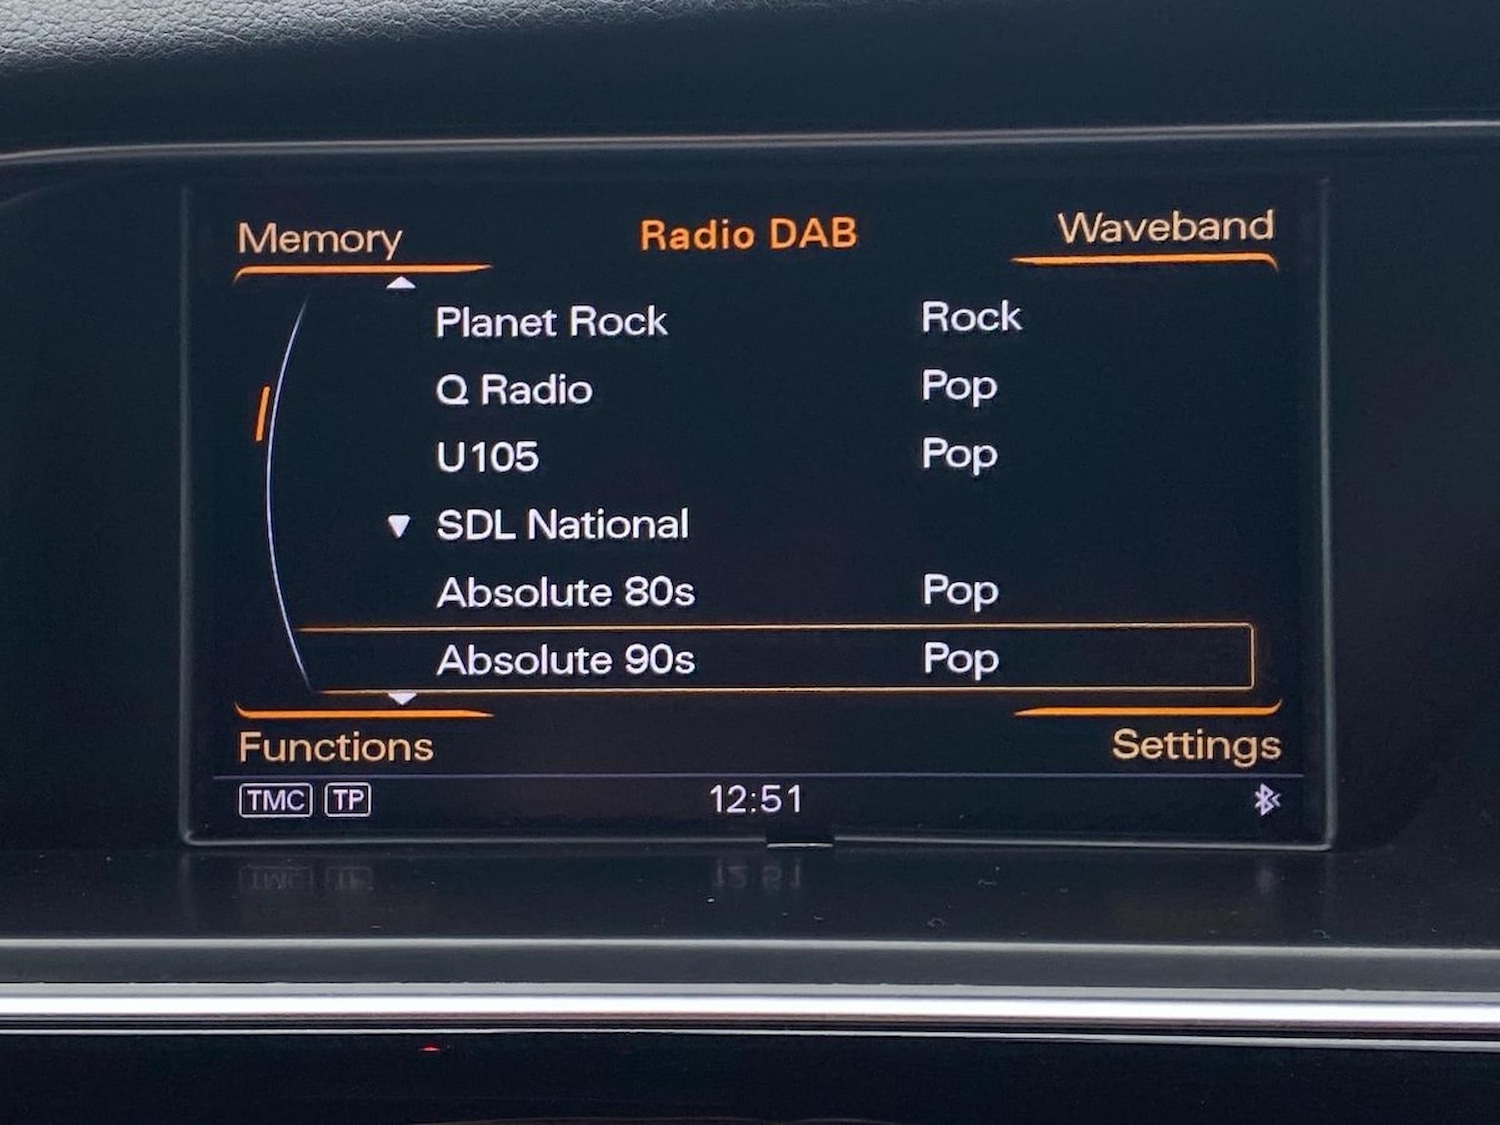 Memory Radio DAB Waveband
Planet Rock Rock
Q Radio Pop
U105 Pop
SDL National
Absolute 80s Pop
Absolute 90s Pop
Functions Settings
TMC TP 12:51